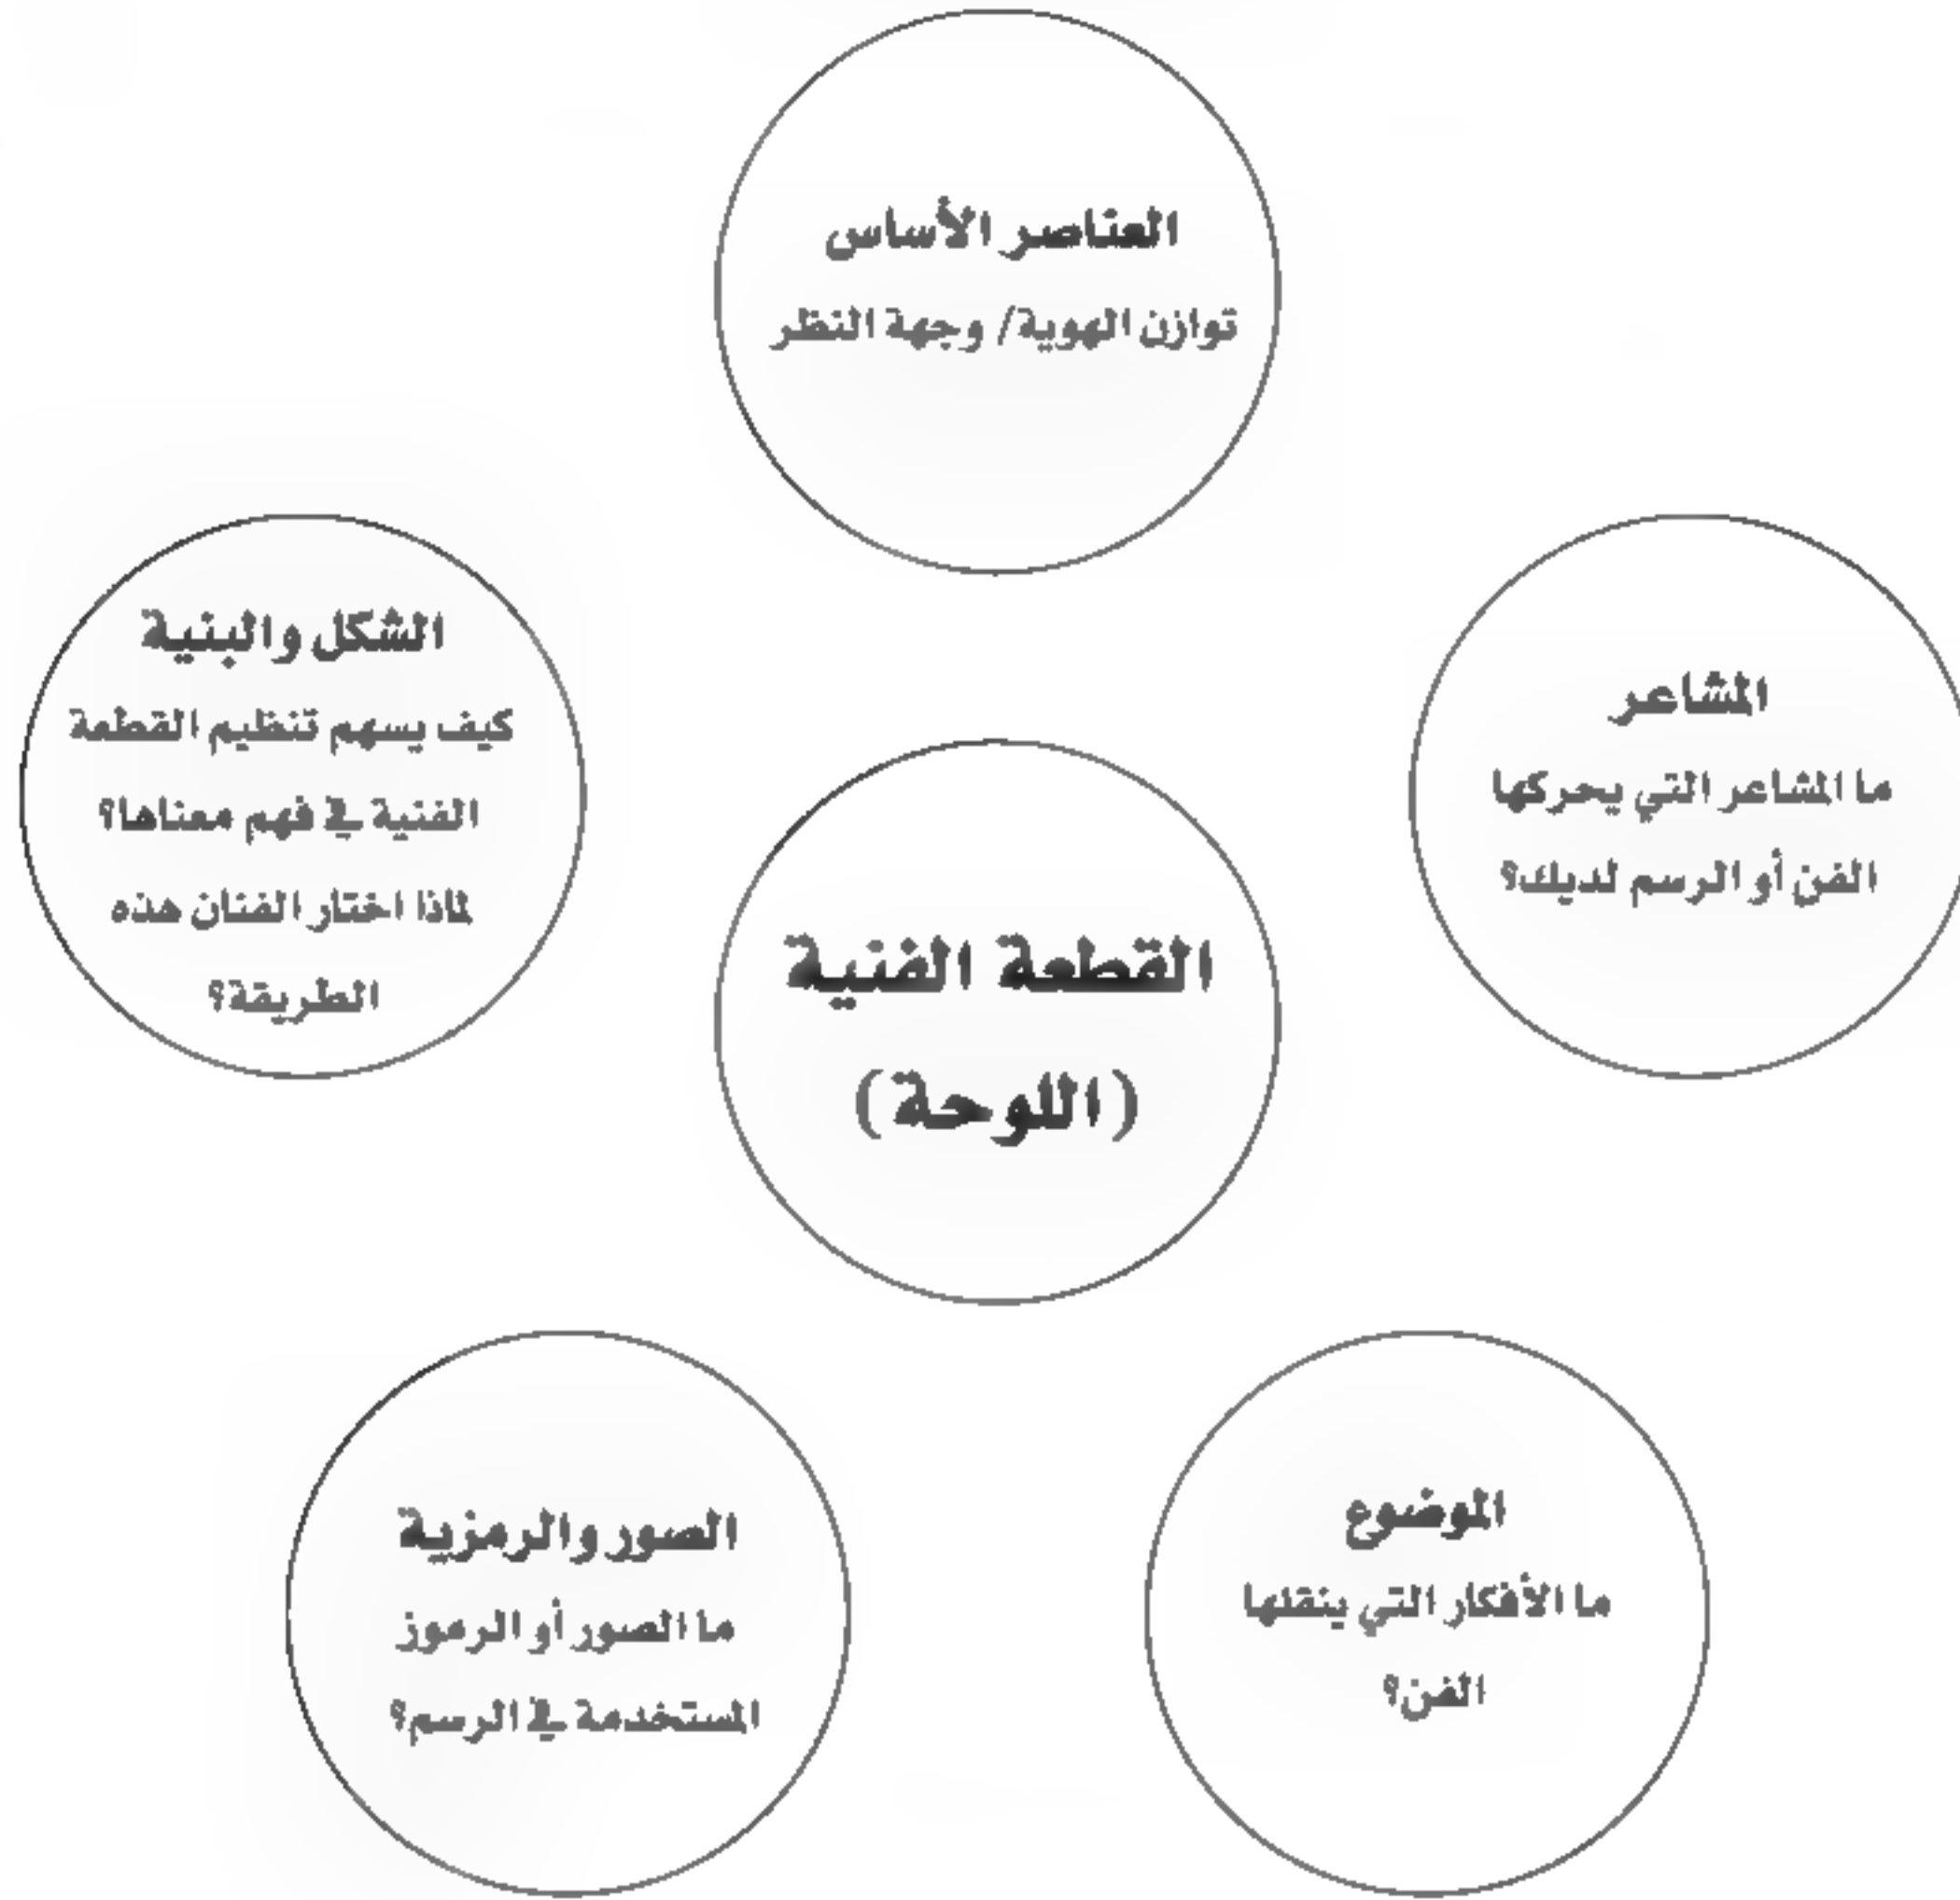 العناصر الأساس
توازن الهوية/ وجهة النظر
المشاعر
ما المشاعر التي يحركها
الفن أو الرسم لديك؟
الشكل والبنية
كيف يسهم تنظيم القطعة
الفنية في فهم معناها؟
لماذا اختار الفنان هذه
الطريقة؟
القطعة الفنية
(اللوحة)
الموضوع
ما الأفكار التي ينقلها
الفن؟
الصور والرمزية
ما الصور أو الرموز
المستخدمة في الرسم؟